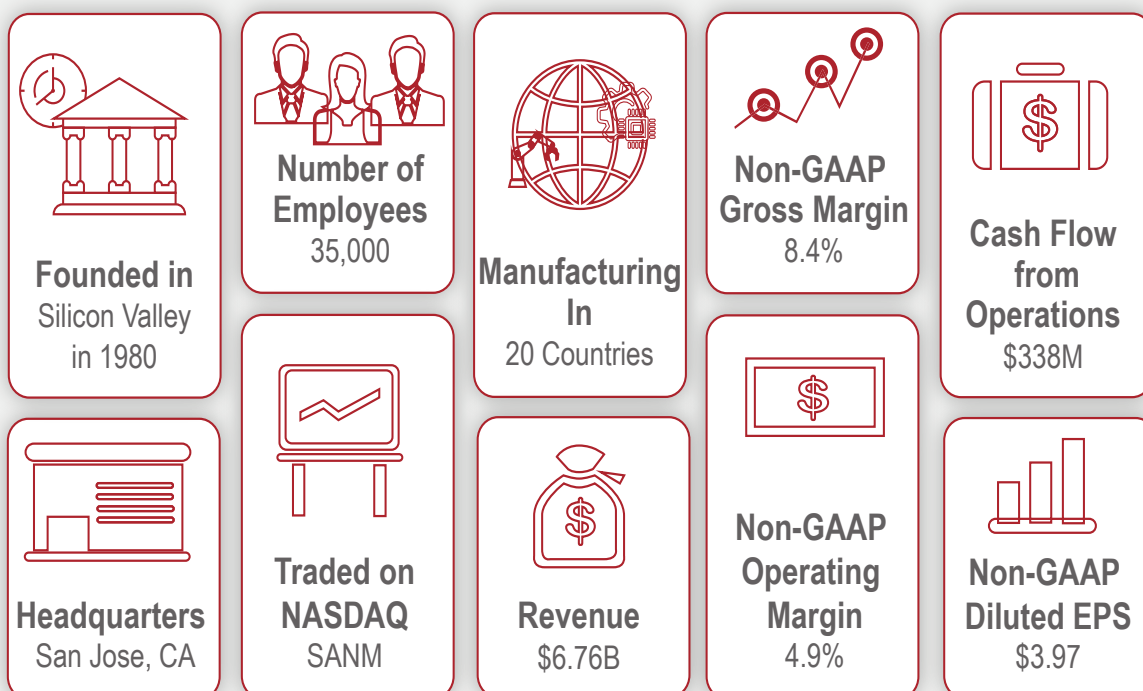 Founded in
Silicon Valley
in 1980
Number of
Employees
35,000
Manufacturing
In
20 Countries
Non-GAAP
Gross Margin
8.4%
Cash Flow
from
Operations
$338M
Headquarters
San Jose, CA
Traded on
NASDAQ
SANM
Revenue
$6.76B
Non-GAAP
Operating
Margin
4.9%
Non-GAAP
Diluted EPS
$3.97